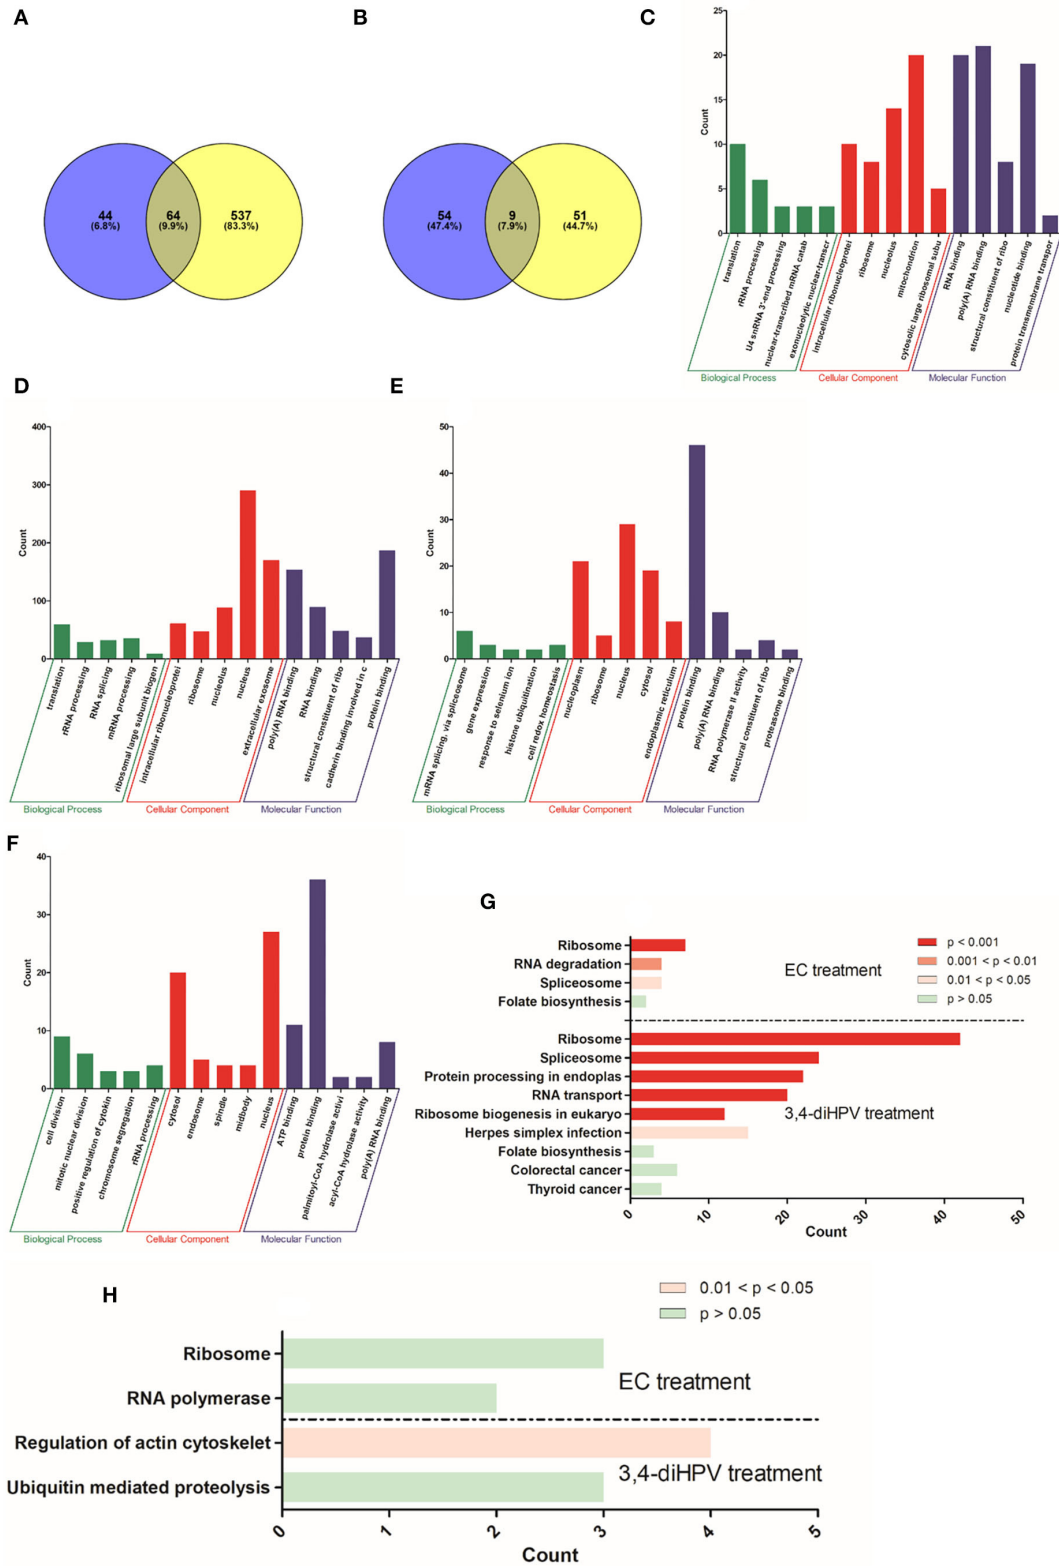 A
B
C
44
(6.8%)
64
(9.9%)
537
(83.3%)
54
(47.4%)
9
(7.9%)
51
(44.7%)
25
20
15
10
5
0
Count
translation
rRNA processing
U4 snRNA 3'-end processing
nuclear-transcribed mRNA catab
exonucleolytic nuclear-transcr
intracellular ribonucleoprotei
ribosome
nucleolus
mitochondrion
cytosolic large ribosomal subu
RNA binding
poly(A) RNA binding
structural constituent of ribo
nucleotide binding
protein transmembrane transpor
Biological Process
Cellular Component
Molecular Function
D
E
400
300
200
100
0
Count
translation
rRNA processing
RNA splicing
mRNA processing
ribosomal large subunit biogen
intracellular ribonucleoprotei
ribosome
nucleolus
nucleus
extracellular exosome
poly(A) RNA binding
RNA binding
structural constituent of ribo
cadherin binding involved in c
protein binding
Biological Process
Cellular Component
Molecular Function
50
40
30
20
10
0
Count
mRNA splicing, via spliceosome
gene expression
response to selenium ion
histone ubiquitination
cell redox homeostasis
nucleoplasm
ribosome
nucleus
cytosol
endoplasmic reticulum
protein binding
poly(A) RNA binding
RNA polymerase II activity
structural constituent of ribo
proteasome binding
Biological Process
Cellular Component
Molecular Function
F
40
30
20
10
0
Count
cell division
mitotic nuclear division
positive regulation of cytokin
chromosome segregation
rRNA processing
cytosol
endosome
spindle
midbody
nucleus
ATP binding
protein binding
palmitoyl-CoA hydrolase activi
acyl-CoA hydrolase activity
poly(A) RNA binding
Biological Process
Cellular Component
Molecular Function
G
Ribosome
RNA degradation
Spliceosome
Folate biosynthesis
EC treatment
p < 0.001
0.001 < p < 0.01
0.01 < p < 0.05
p > 0.05
Ribosome
Spliceosome
Protein processing in endoplas
RNA transport
Ribosome biogenesis in eukaryo
Herpes simplex infection
Folate biosynthesis
Colorectal cancer
Thyroid cancer
3,4-diHPV treatment
0
10
20
30
40
50
Count
H
0.01 < p < 0.05
p > 0.05
Ribosome
RNA polymerase
EC treatment
Regulation of actin cytoskelet
Ubiquitin mediated proteolysis
3,4-diHPV treatment
0
1
2
3
4
5
Count